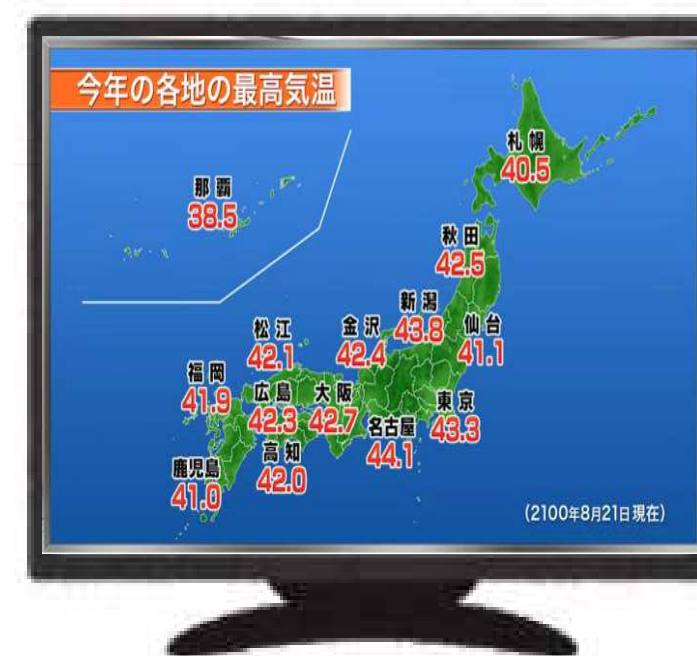 今年の各地の最高気温
札幌
40.5
那覇
38.5
秋田
42.5
新潟
43.8
仙台
41.1
金沢
42.4
松江
42.1
福岡
41.9
広島
42.3
大阪
42.7
東京
43.3
名古屋
44.1
高知
42.0
鹿児島
41.0
(2100年8月21日現在)